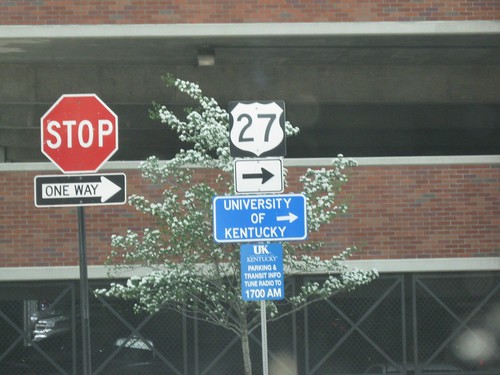 STOP
ONE WAY
27
UNIVERSITY
OF
KENTUCKY
UK
KENTUCKY
PARKING &
TRANSIT INFO
TUNE RADIO TO
1700 AM